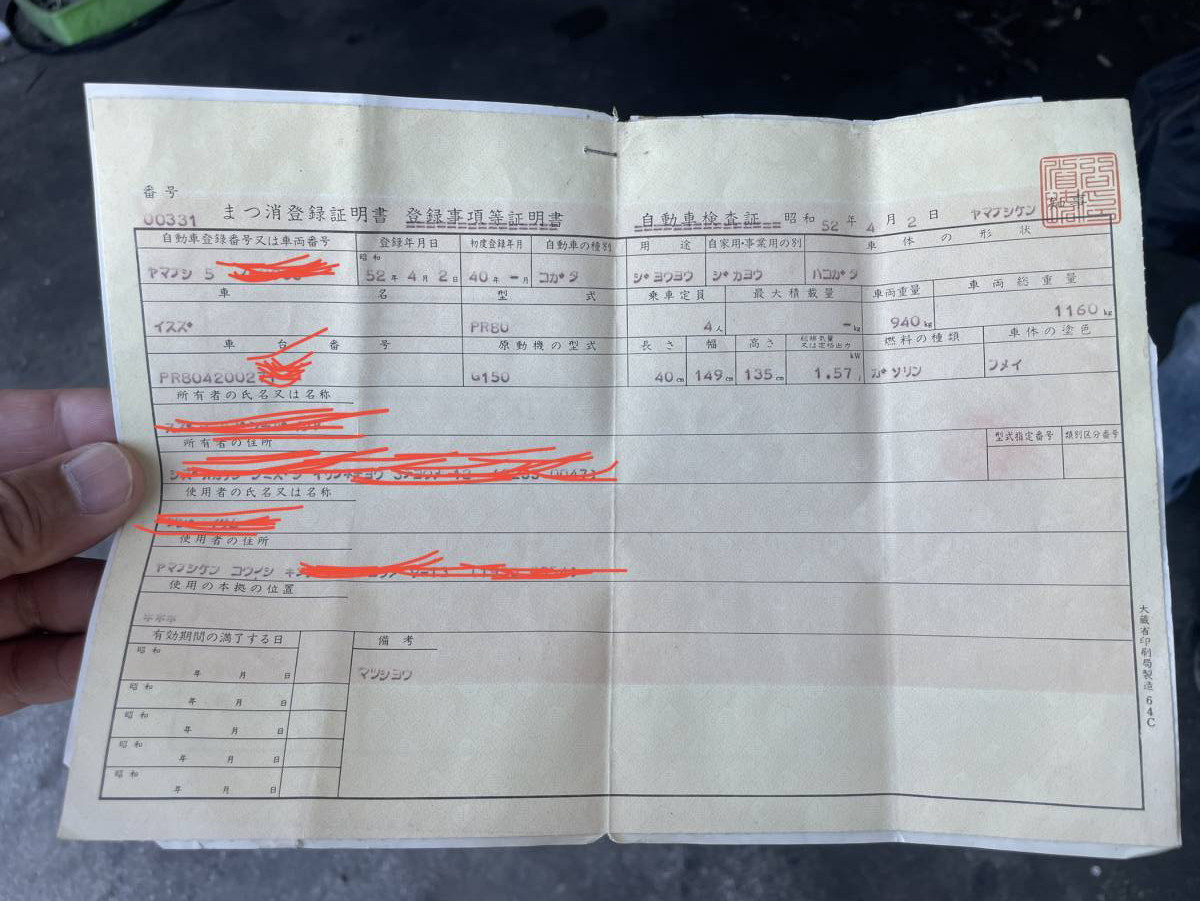 番号
00331 まつ消登録証明書 登録事項等証明書 自動車検査証 昭和 52 年 4 月 2 日 ヤマナシケン 知事
自動車登録番号又は車両番号 登録年月日 初度登録年月 自動車の種別 用途 自家用・事業用の別 車体の形状
ヤマナシ 5 昭和 52 年 4 月 2 日 40 年 － 月 コガタ ジヨウヨウ ジカヨウ ハコガタ
車名 型式 乗車定員 最大積載量 車両重量 車両総重量
イスズ PR80 4人 －kg 940kg 1160kg
車台番号 原動機の型式 長さ 幅 高さ 総排気量又は定格出力 燃料の種類 車体の塗色
PR8042002 G150 40cm 149cm 135cm 1.57 kW l ガソリン フメイ
所有者の氏名又は名称
型式指定番号 類別区分番号
所有者の住所
使用者の氏名又は名称
使用者の住所
ヤマナシケン コウフシ
使用の本拠の位置
有効期間の満了する日 備考
昭和 年 月 日 マツシヨウ
昭和 年 月 日
昭和 年 月 日
昭和 年 月 日
昭和 年 月 日
大蔵省印刷局製造 64C